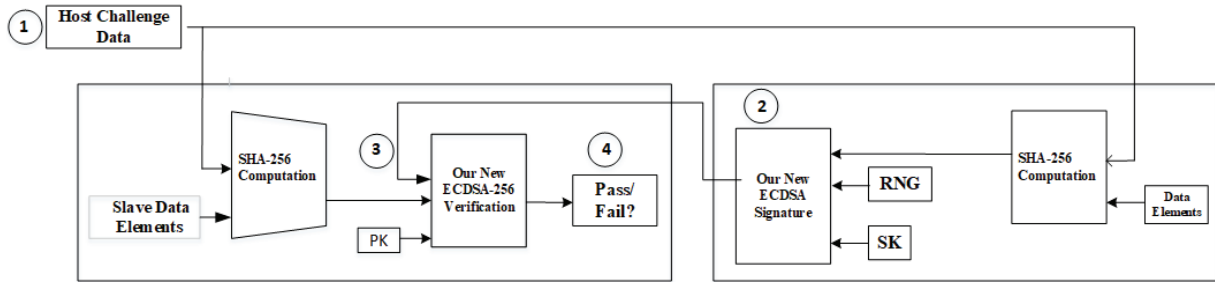 1
Host Challenge
Data
SHA-256
Computation
Slave Data
Elements
3
Our New
ECDSA-256
Verification
PK
4
Pass/
Fail?
2
Our New
ECDSA
Signature
RNG
SK
SHA-256
Computation
Data
Elements